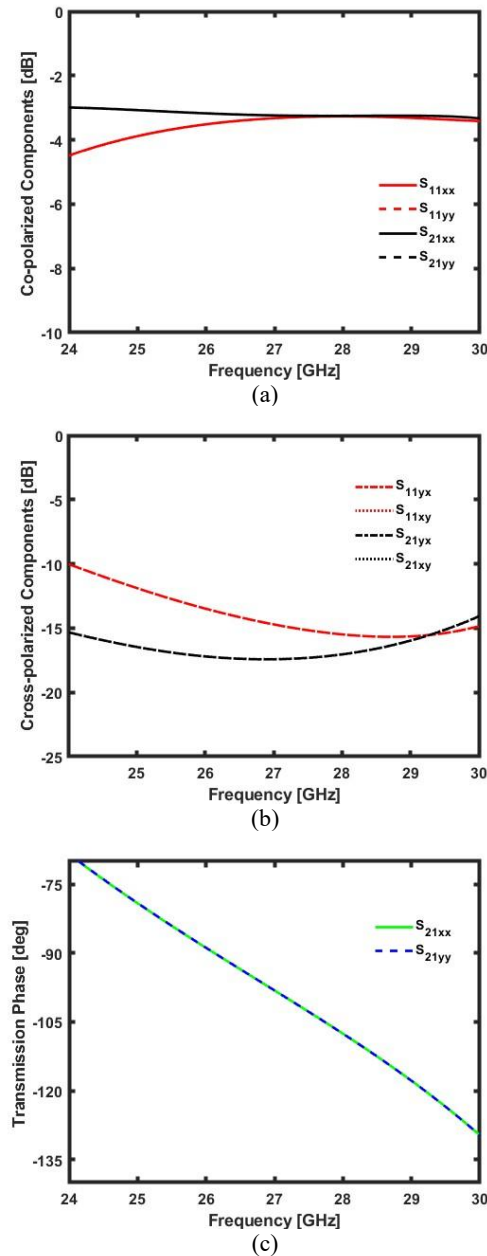 0
-2
-4
-6
-8
-10
Co-polarized Components [dB]
S11xx
S11yy
S21xx
S21yy
24 25 26 27 28 29 30
Frequency [GHz]
(a)
0
-5
-10
-15
-20
-25
Cross-polarized Components [dB]
S11yx
S11xy
S21yx
S21xy
25 26 27 28 29 30
Frequency [GHz]
(b)
-75
-90
-105
-120
-135
Transmission Phase [deg]
S21xx
S21yy
24 25 26 27 28 29 30
Frequency [GHz]
(c)